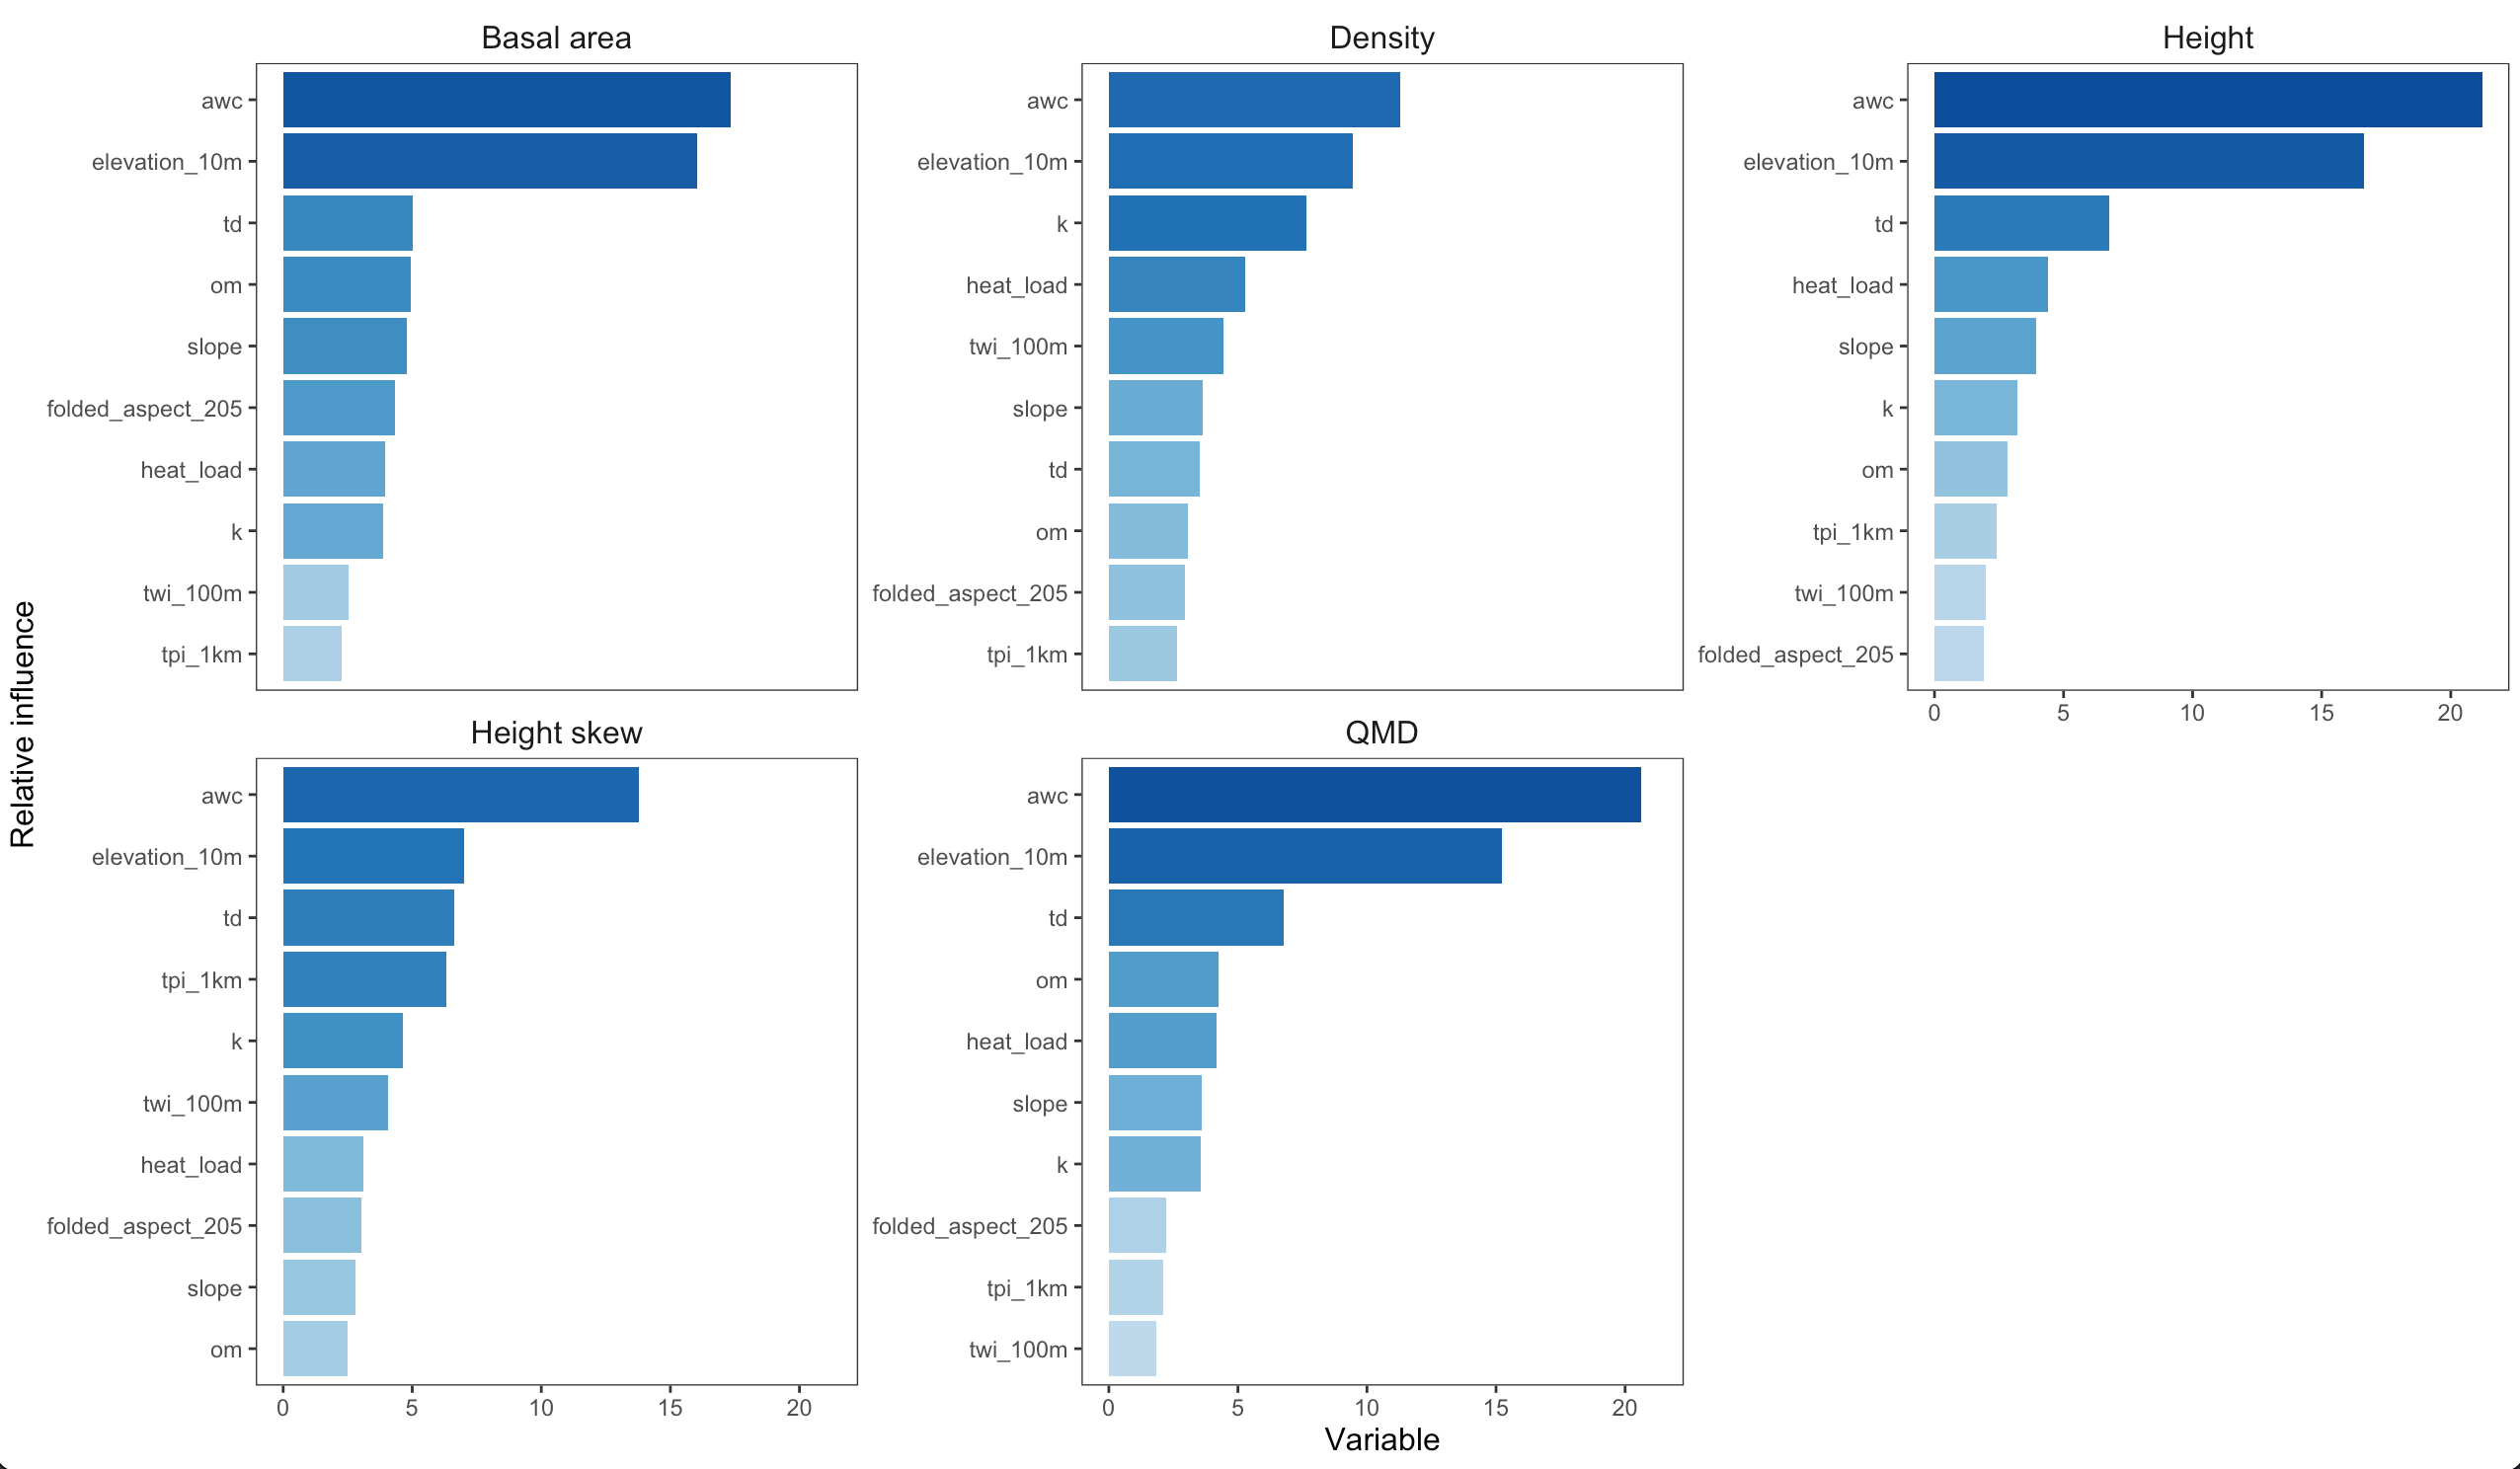 Basal area
awc
elevation_10m
td
om
slope
folded_aspect_205
heat_load
k
twi_100m
tpi_1km
Density
awc
elevation_10m
k
heat_load
twi_100m
slope
td
om
folded_aspect_205
tpi_1km
Height
awc
elevation_10m
td
heat_load
slope
k
om
tpi_1km
twi_100m
folded_aspect_205
0 5 10 15 20
Relative influence
Height skew
awc
elevation_10m
td
tpi_1km
k
twi_100m
heat_load
folded_aspect_205
slope
om
0 5 10 15 20
QMD
awc
elevation_10m
td
om
heat_load
slope
k
folded_aspect_205
tpi_1km
twi_100m
0 5 10 15 20
Variable